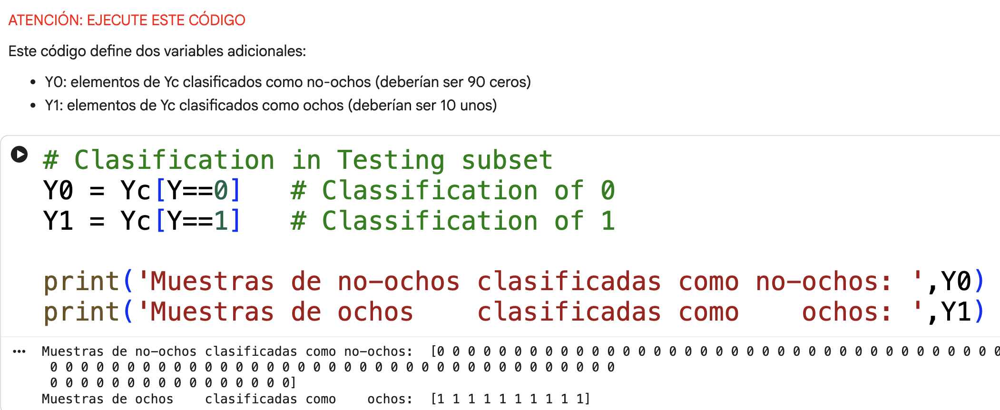 ATENCIÓN: EJECUTE ESTE CÓDIGO
Este código define dos variables adicionales:
• Y0: elementos de Yc clasificados como no-ochos (deberían ser 90 ceros)
• Y1: elementos de Yc clasificados como ochos (deberían ser 10 unos)
# Clasification in Testing subset
Y0 = Yc[Y==0]   # Classification of 0
Y1 = Yc[Y==1]   # Classification of 1
print('Muestras de no-ochos clasificadas como no-ochos: ',Y0)
print('Muestras de ochos    clasificadas como    ochos: ',Y1)
Muestras de no-ochos clasificadas como no-ochos:  [0 0 0 0 0 0 0 0 0 0 0 0 0 0 0 0 0 0 0 0 0 0 0 0 0 0 0 0 0 0 0 0 0 0 0 0 0
0 0 0 0 0 0 0 0 0 0 0 0 0 0 0 0 0 0 0 0 0 0 0 0 0 0 0 0 0 0 0 0 0 0 0 0 0
0 0 0 0 0 0 0 0 0 0 0 0 0 0 0 0]
Muestras de ochos    clasificadas como    ochos:  [1 1 1 1 1 1 1 1 1 1]